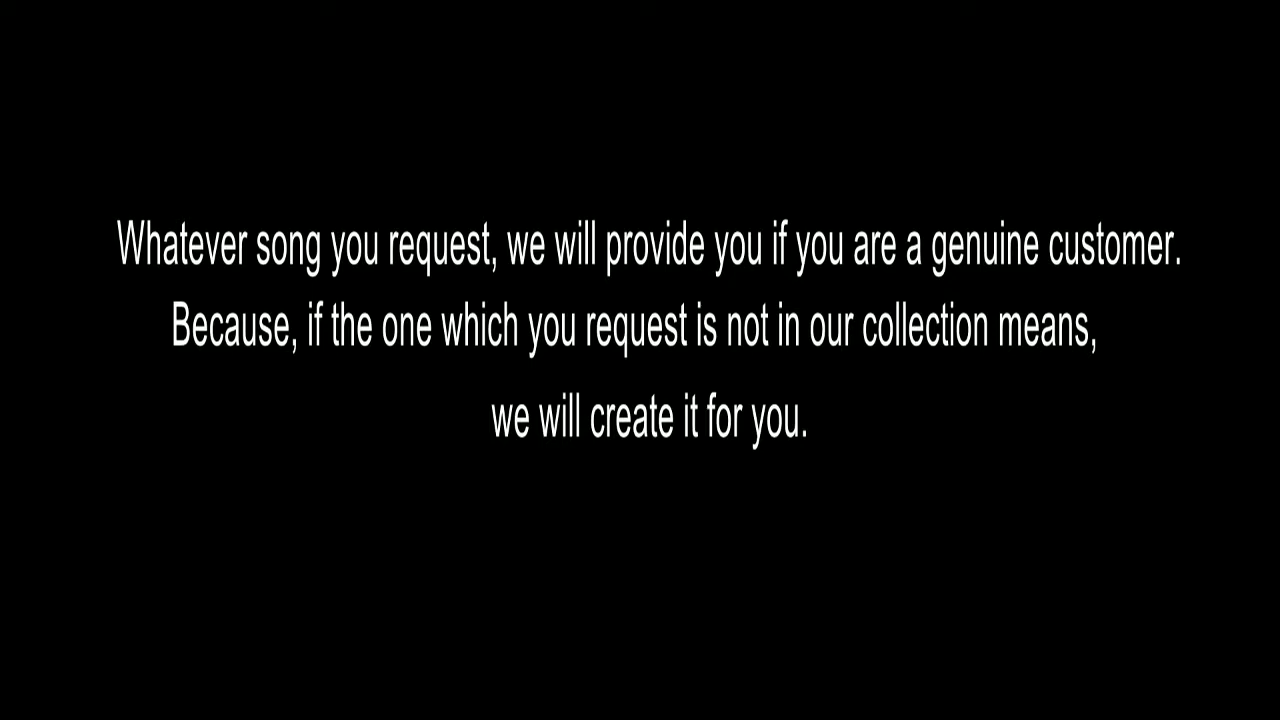 Whatever song you request, we will provide you if you are a genuine customer.
Because, if the one which you request is not in our collection means,
we will create it for you.